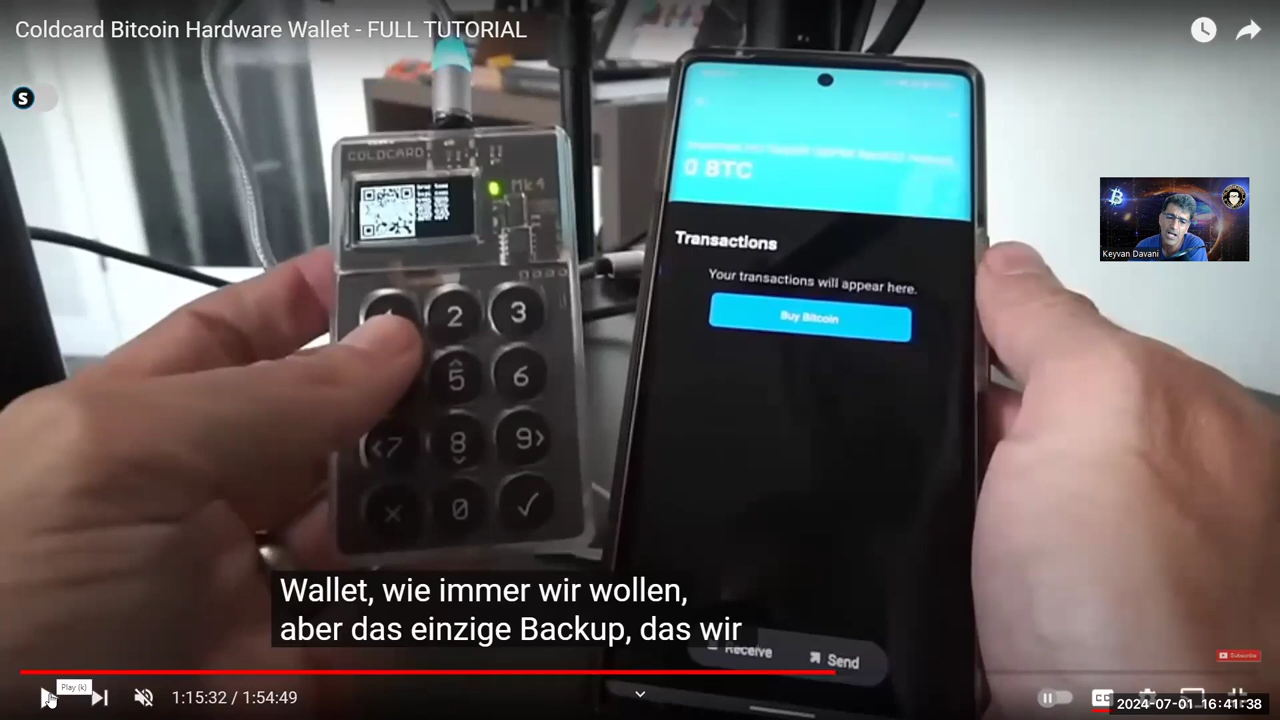 Coldcard Bitcoin Hardware Wallet - FULL TUTORIAL
S
COLDCARD
Mk4
0 BTC
Transactions
Your transactions will appear here.
Buy Bitcoin
Keyvan Davani
2 3
5 6
<7 8 9>
X 0 ✓
Wallet, wie immer wir wollen,
aber das einzige Backup, das wir
Receive Send
Subscribe
Play (k)
1:15:32 / 1:54:49
CC
2024-07-01 16:41:38